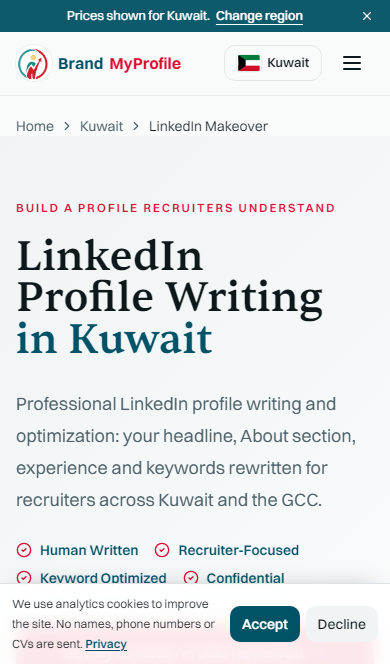 Prices shown for Kuwait. Change region
Brand MyProfile
Kuwait
Home > Kuwait > LinkedIn Makeover
BUILD A PROFILE RECRUITERS UNDERSTAND
LinkedIn
Profile Writing
in Kuwait
Professional LinkedIn profile writing and
optimization: your headline, About section,
experience and keywords rewritten for
recruiters across Kuwait and the GCC.
Human Written Recruiter-Focused
Keyword Optimized Confidential
We use analytics cookies to improve
the site. No names, phone numbers or
CVs are sent. Privacy
Accept Decline